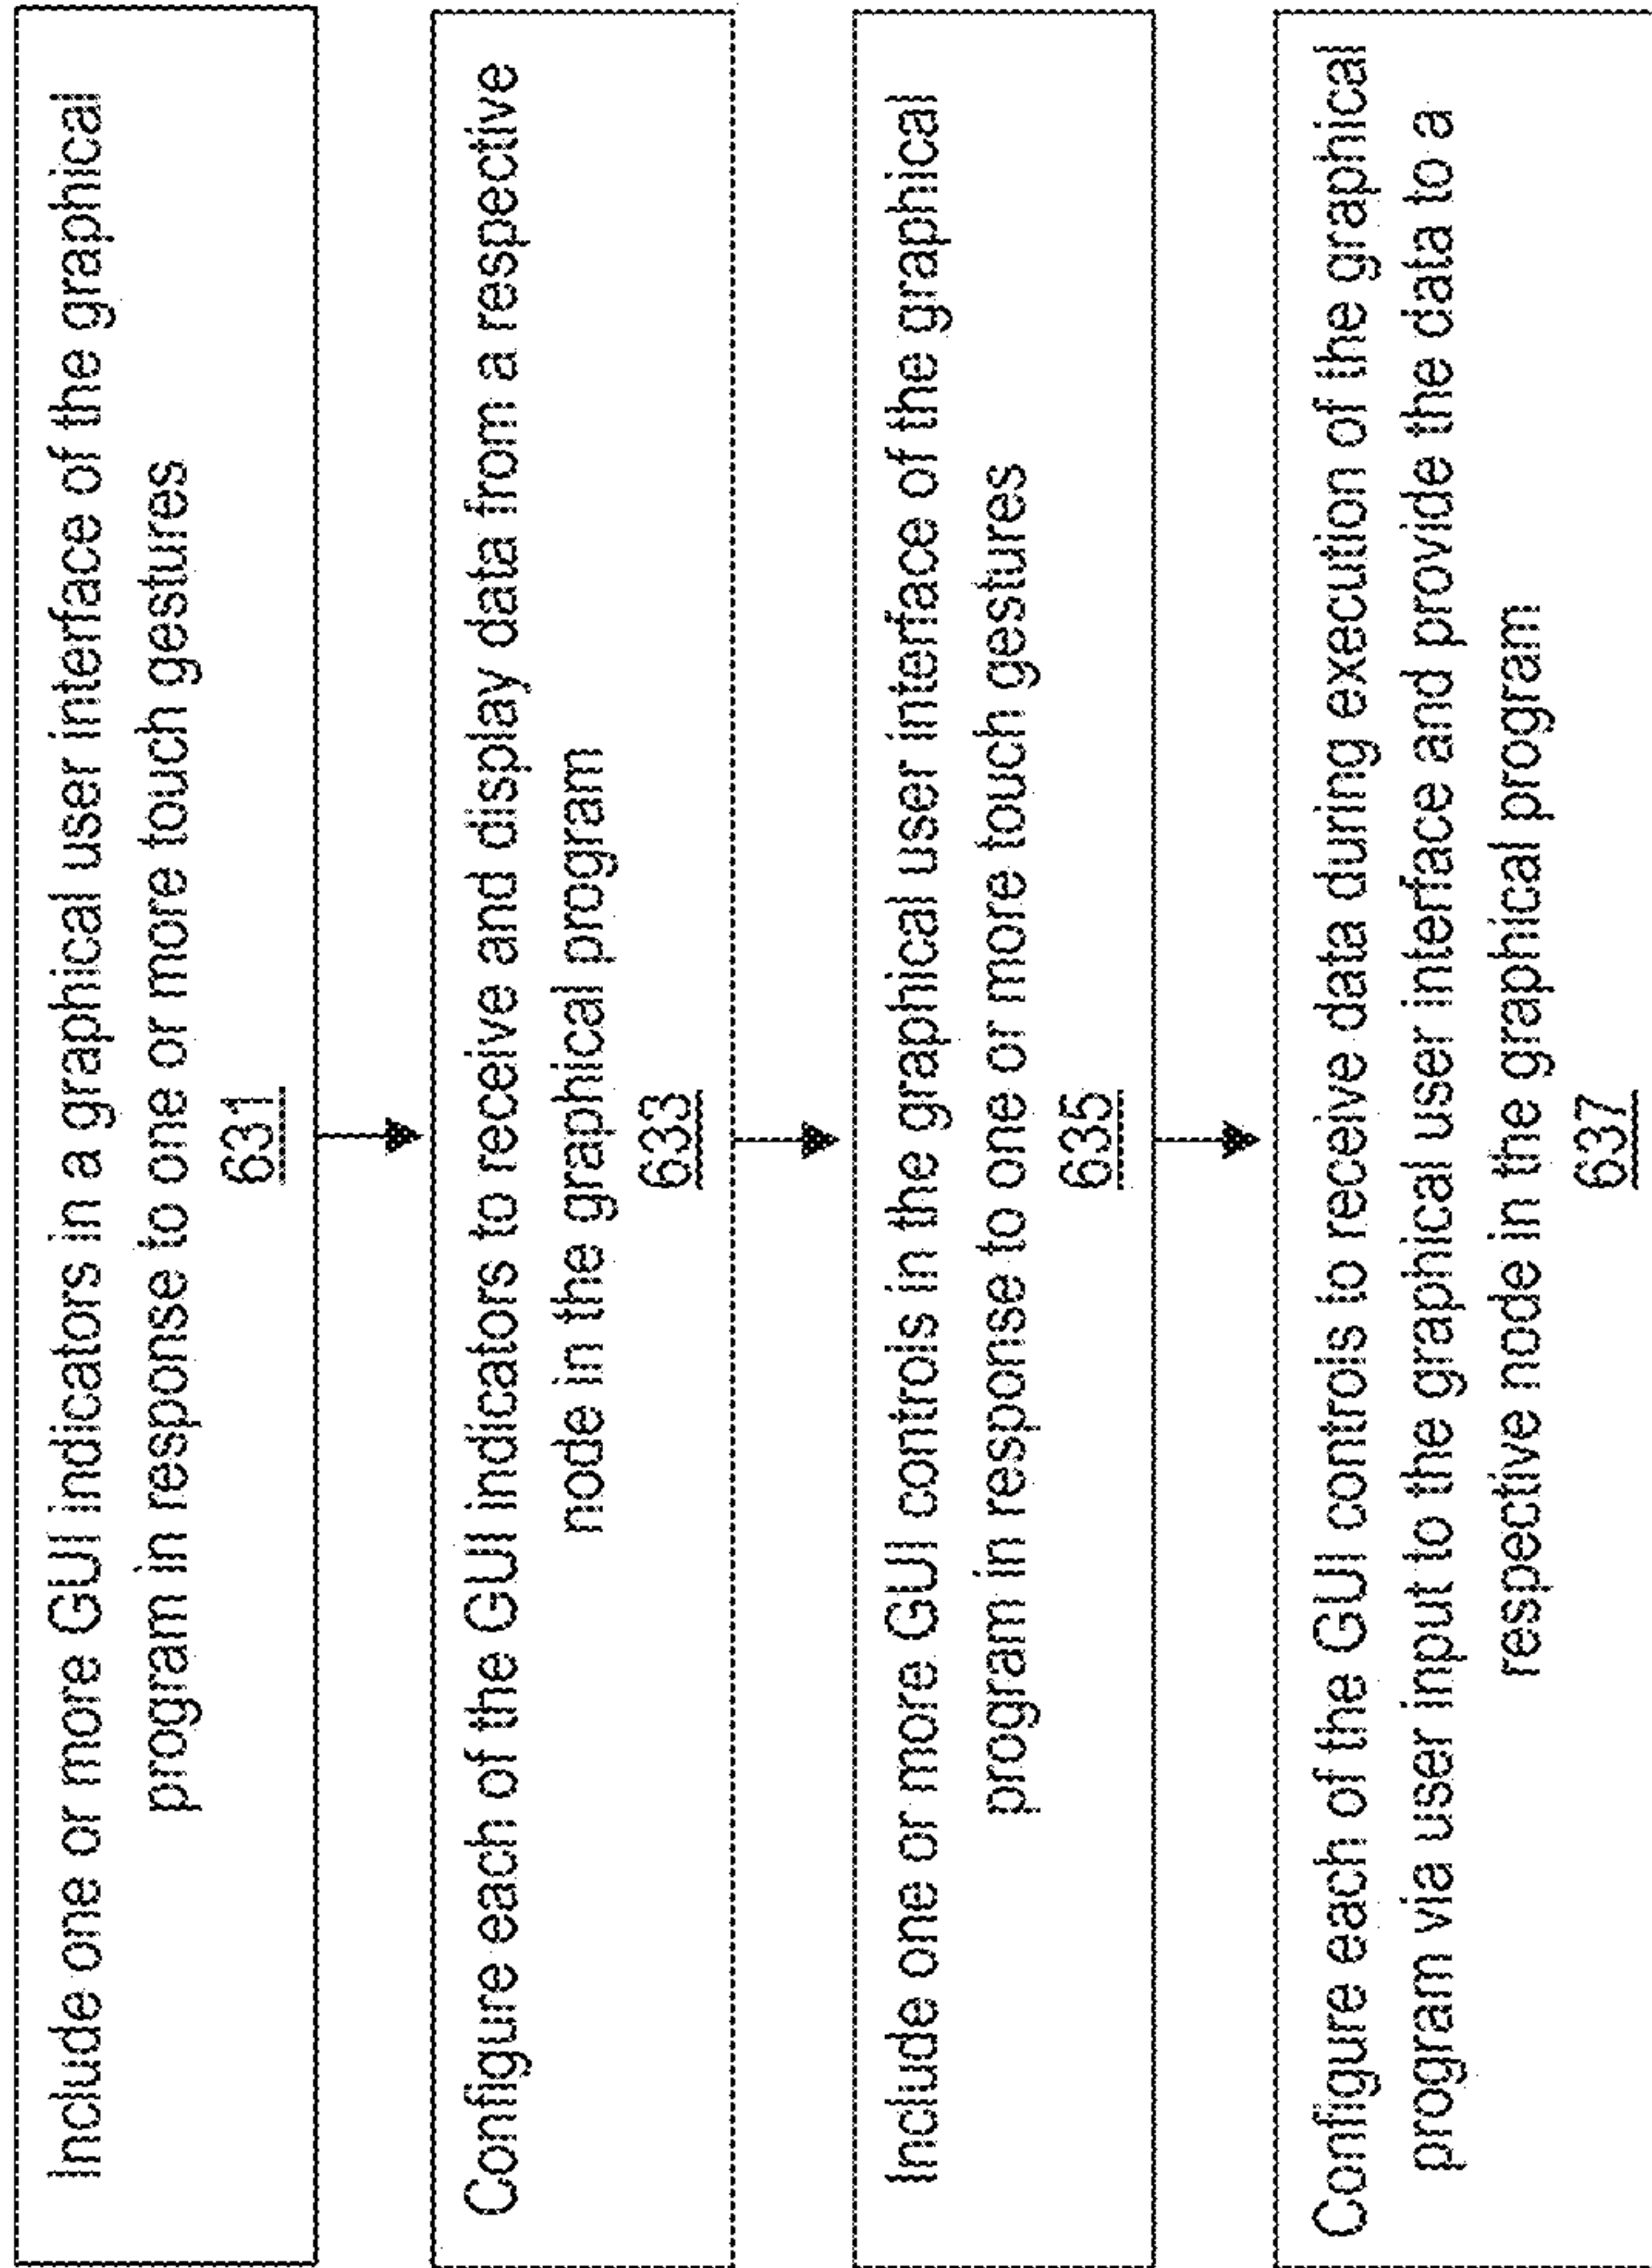 Include one or more GUI indicators in a graphical user interface of the graphical
program in response to one or more touch gestures
631
Configure each of the GUI indicators to receive and display data from a respective
node in the graphical program
633
Include one or more GUI controls in the graphical user interface of the graphical
program in response to one or more touch gestures
635
Configure each of the GUI controls to receive data during execution of the graphical
program via user input to the graphical user interface and provide the data to a
respective node in the graphical program
637